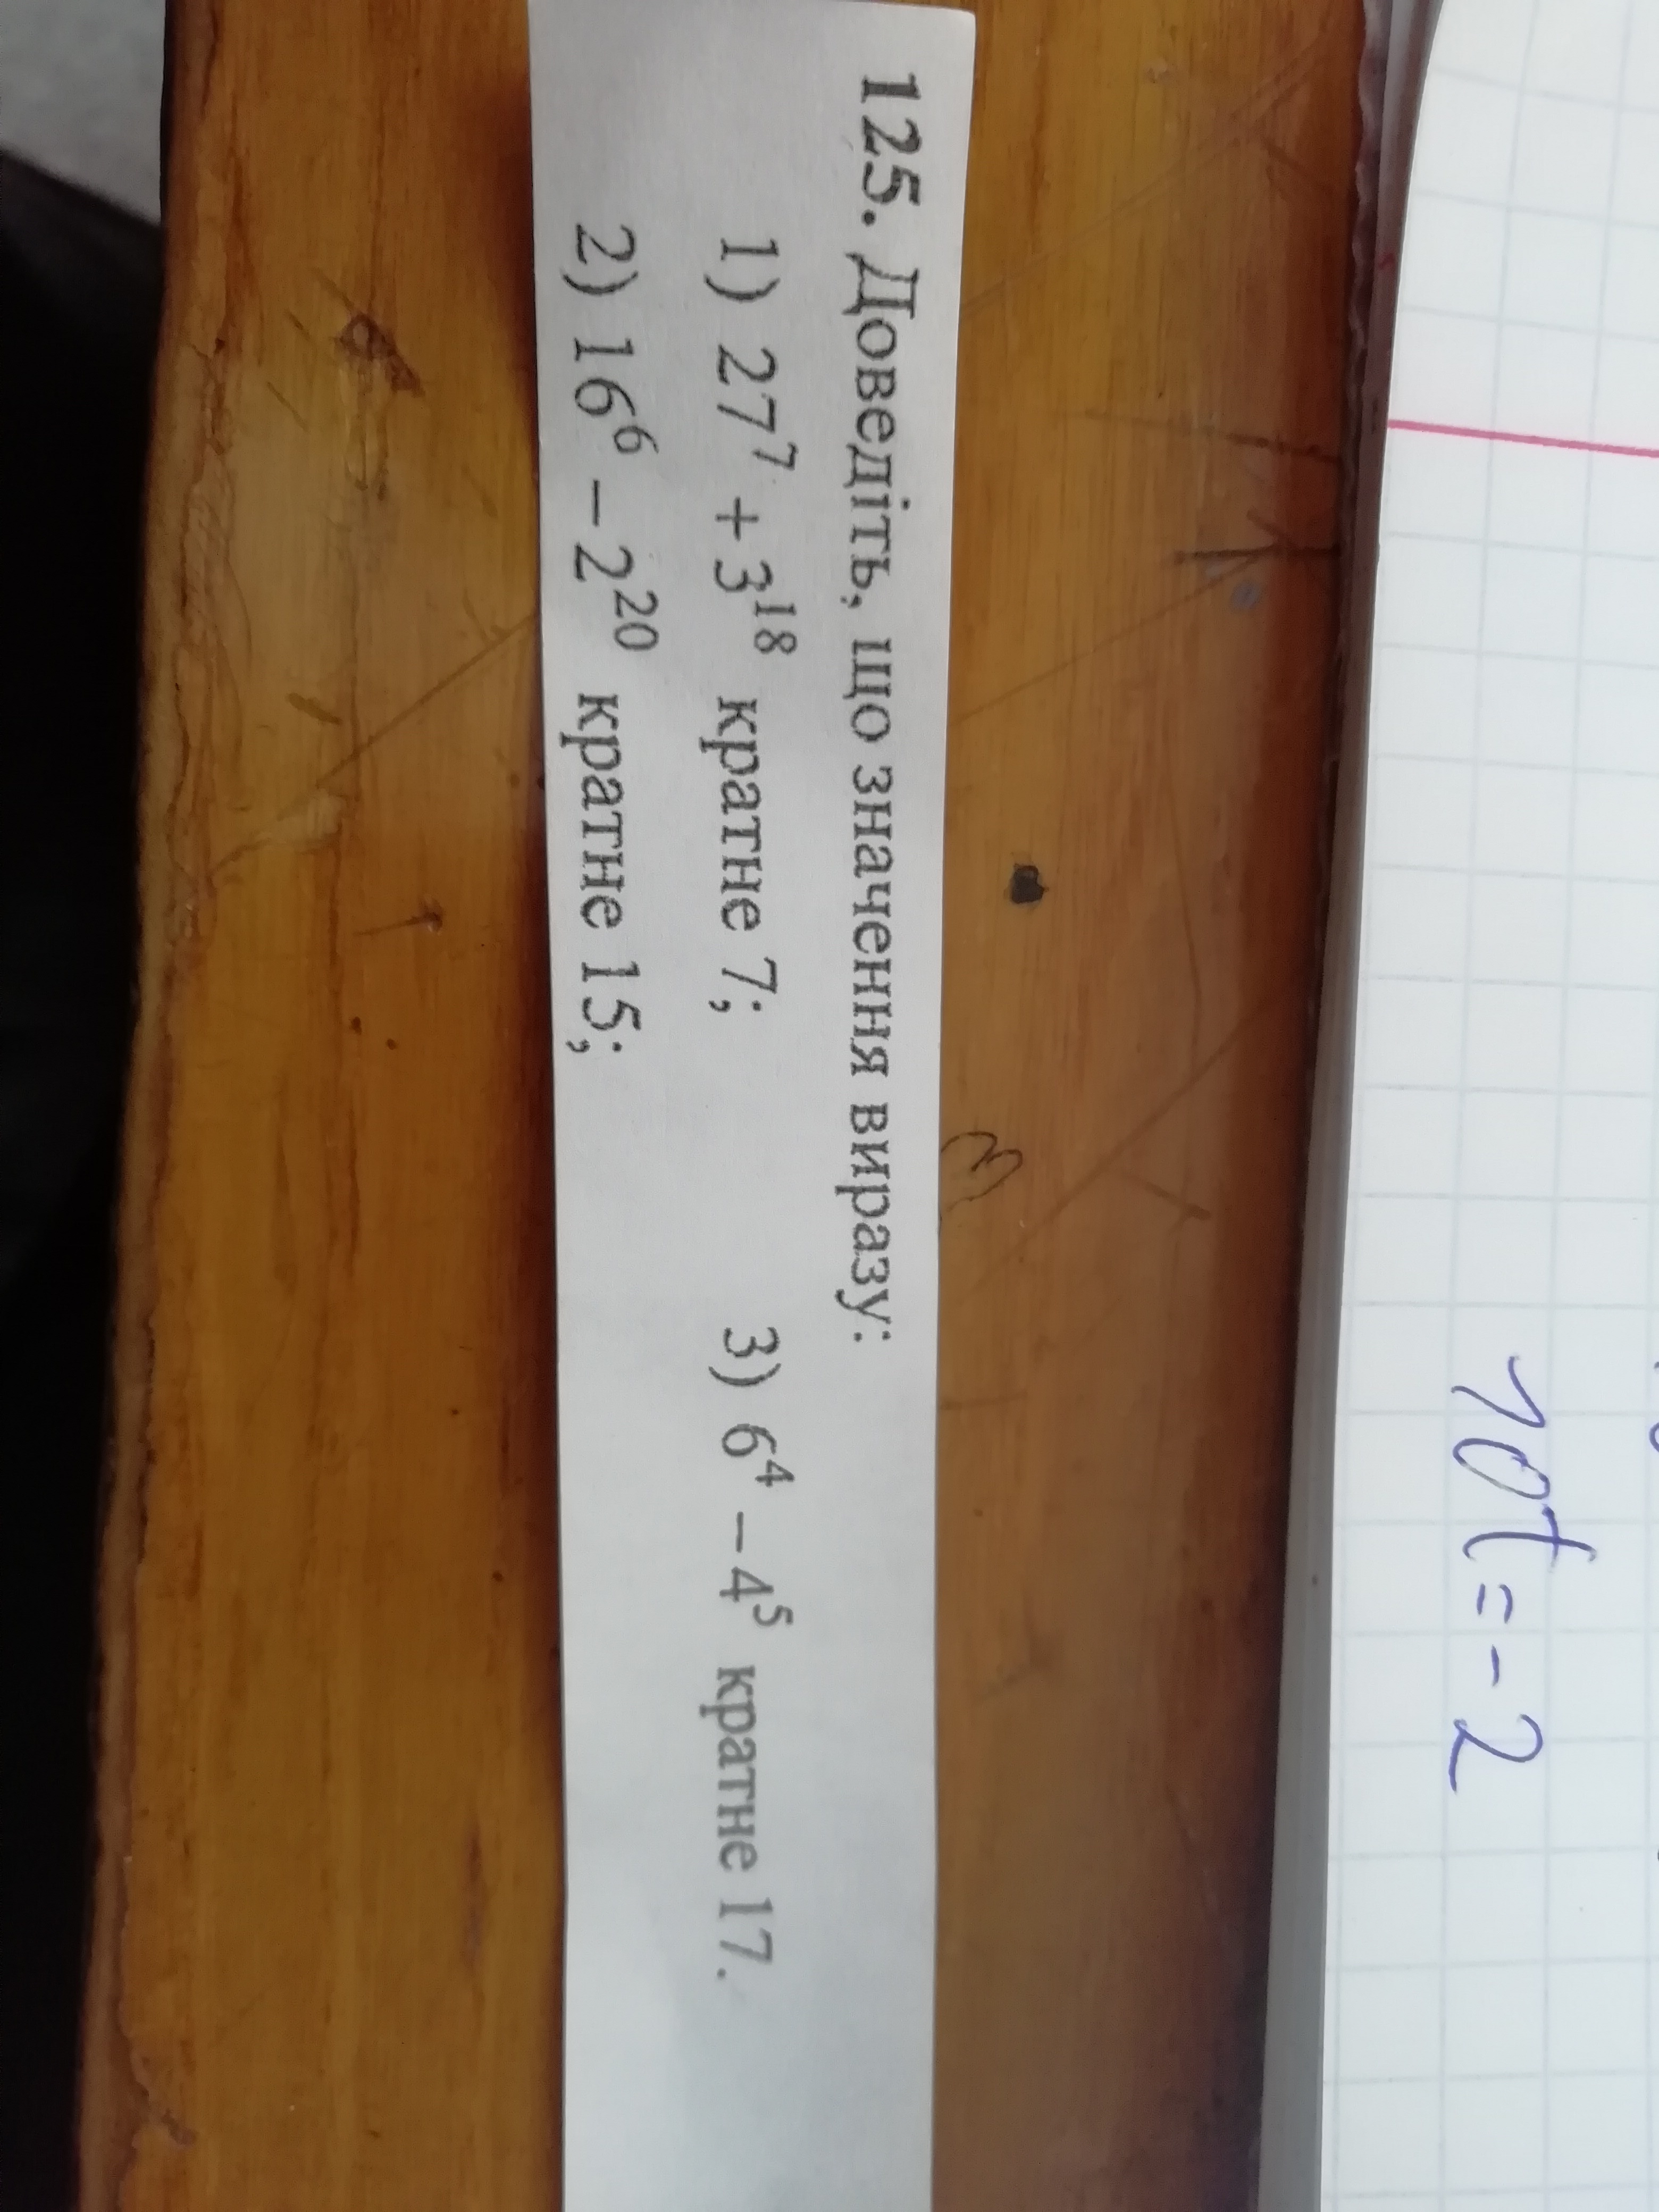 125. Доведіть, що значення виразу:
1) 27⁷ + 3¹⁸ кратне 7;
2) 16⁶ − 2²⁰ кратне 15;
3) 6⁴ − 4⁵ кратне 17.
10t = - 2